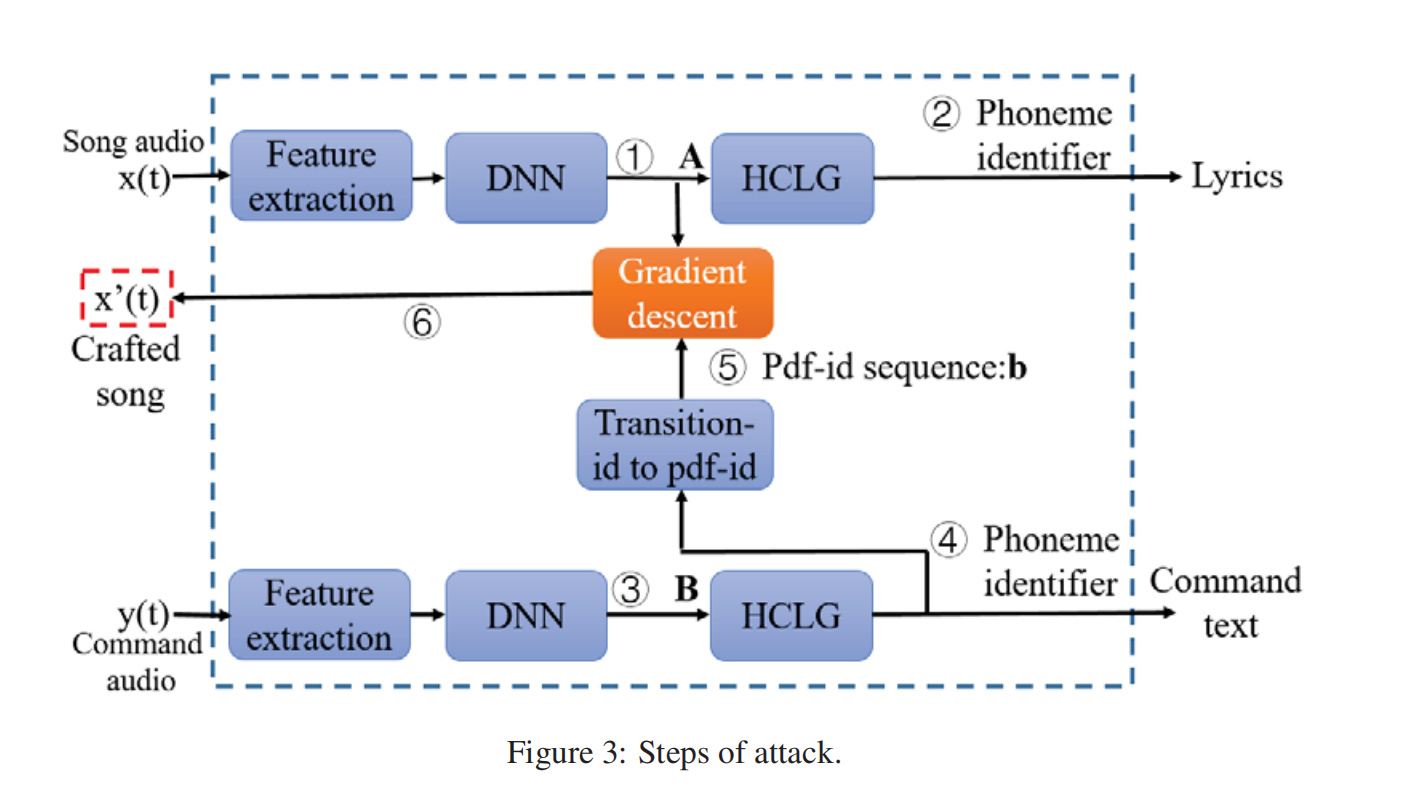 Song audio
x(t)
Feature
extraction
DNN
① A
HCLG
② Phoneme
identifier
Lyrics
x’(t)
Crafted
song
⑥
Gradient
descent
⑤ Pdf-id sequence:b
Transition-
id to pdf-id
y(t)
Command
audio
Feature
extraction
DNN
③ B
HCLG
④ Phoneme
identifier
Command
text
Figure 3: Steps of attack.